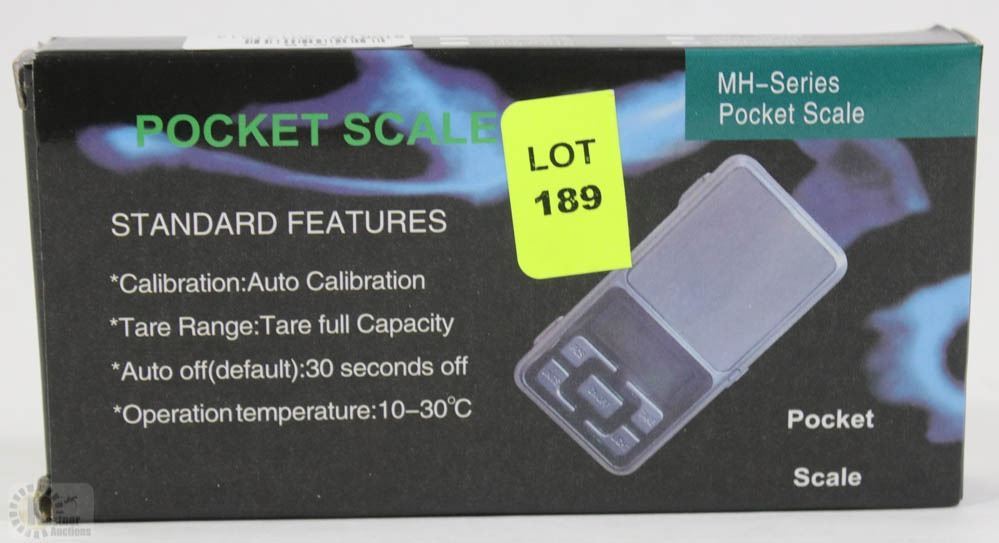 MH-Series
Pocket Scale
POCKET SCALE
LOT
189
STANDARD FEATURES
*Calibration:Auto Calibration
*Tare Range:Tare full Capacity
*Auto off(default):30 seconds off
*Operation temperature:10-30℃
Pocket
Scale
Auctions